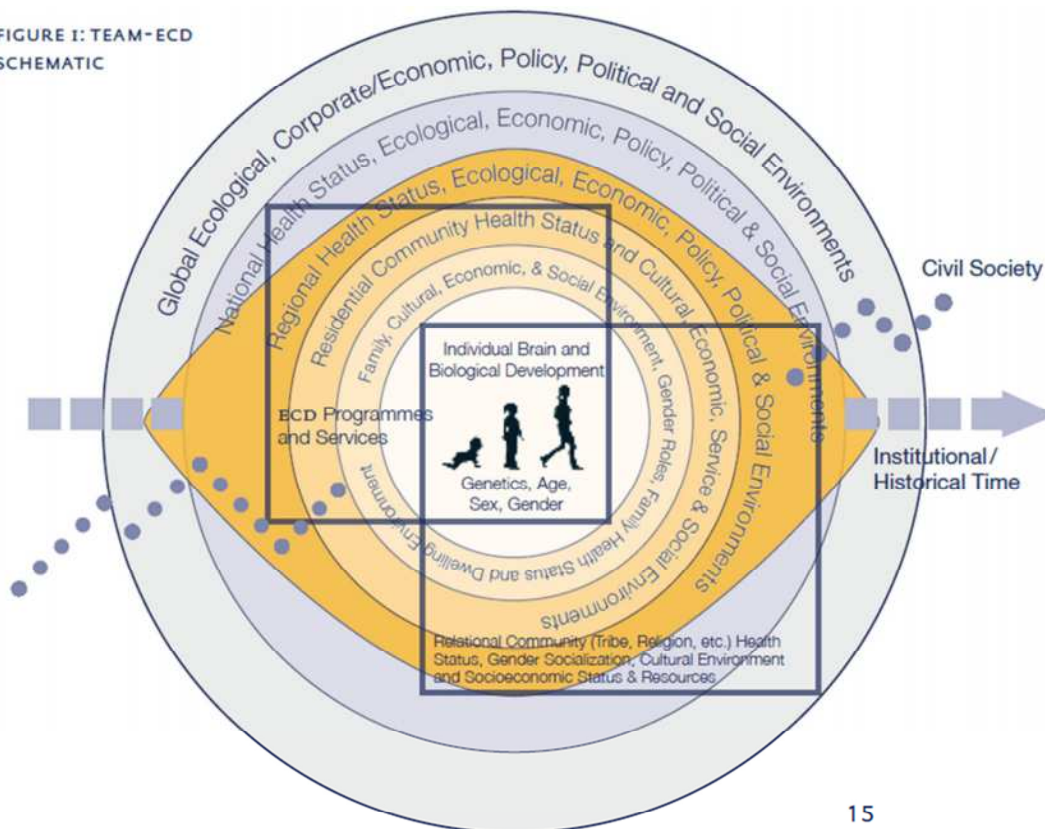 FIGURE I: TEAM-ECD
SCHEMATIC
Global Ecological, Corporate/Economic, Policy, Political and Social Environments
National Health Status, Ecological, Economic, Policy, Political & Social Environments
Regional Health Status, Ecological, Economic, Policy, Political & Social Environments
Residential Community Health Status and Cultural, Economic, Service & Social Environments
Family, Cultural, Economic, & Social Environment, Gender Roles, Family Health Status and Dwelling Environment
Civil Society
Individual Brain and
Biological Development
ECD Programmes
and Services
Genetics, Age,
Sex, Gender
Institutional/
Historical Time
Relational Community (Tribe, Religion, etc.) Health
Status, Gender Socialization, Cultural Environment
and Socioeconomic Status & Resources
15